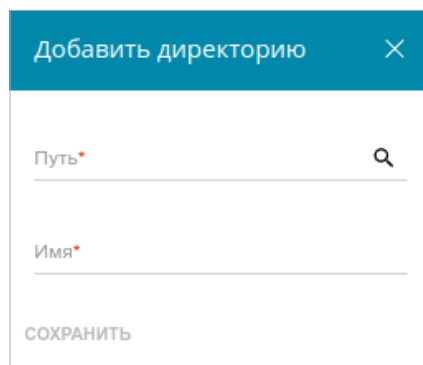 Добавить директорию
Путь*
Имя*
СОХРАНИТЬ